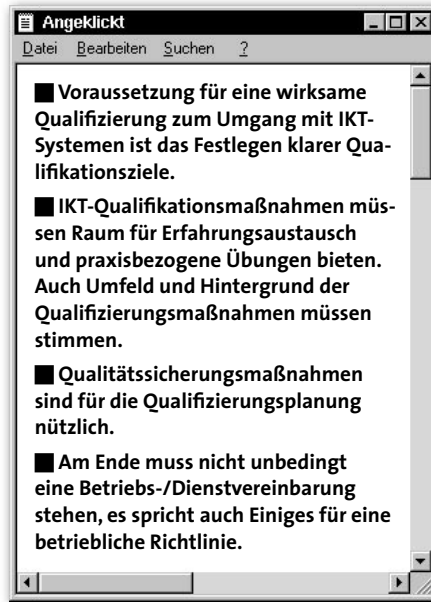 Angeklickt
Datei Bearbeiten Suchen ?
■ Voraussetzung für eine wirksame
Qualifizierung zum Umgang mit IKT-
Systemen ist das Festlegen klarer Qua-
lifikationsziele.
■ IKT-Qualifikationsmaßnahmen müs-
sen Raum für Erfahrungsaustausch
und praxisbezogene Übungen bieten.
Auch Umfeld und Hintergrund der
Qualifizierungsmaßnahmen müssen
stimmen.
■ Qualitätssicherungsmaßnahmen
sind für die Qualifizierungsplanung
nützlich.
■ Am Ende muss nicht unbedingt
eine Betriebs-/Dienstvereinbarung
stehen, es spricht auch Einiges für eine
betriebliche Richtlinie.